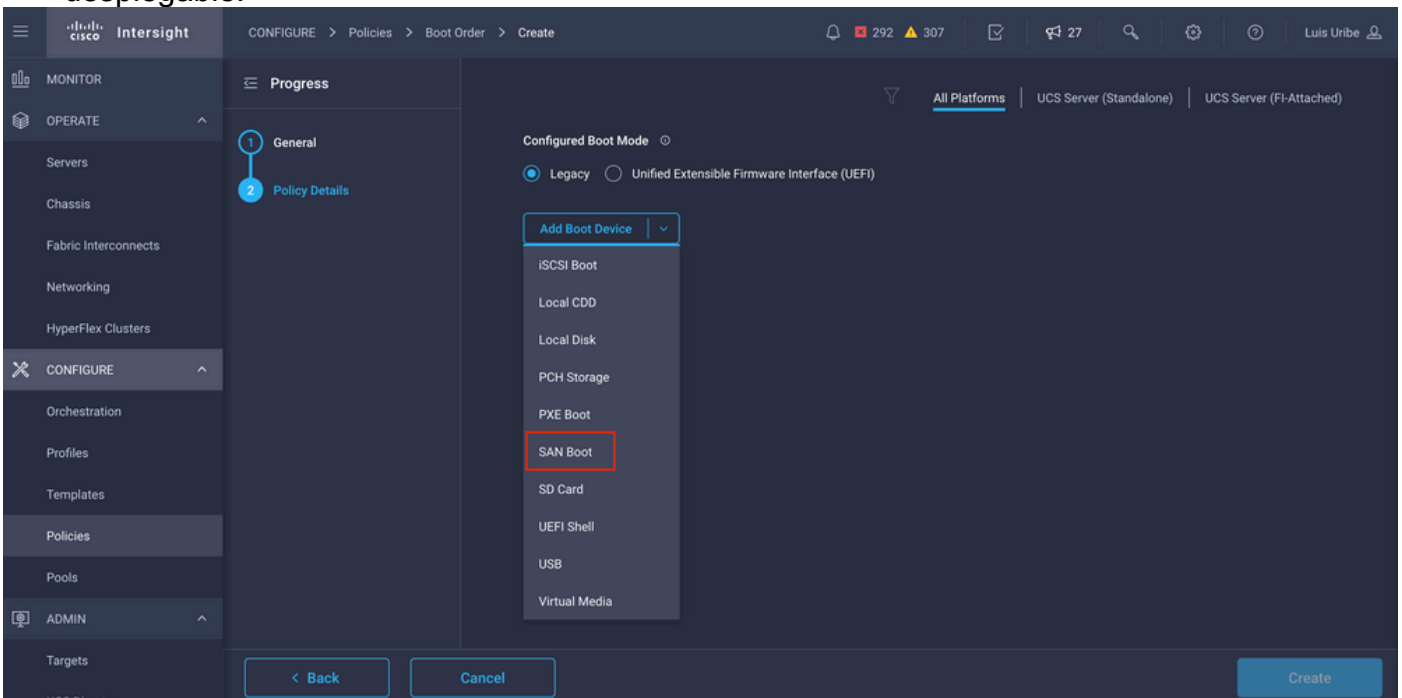 desplegable.
cisco Intersight
CONFIGURE > Policies > Boot Order > Create
292 307 27 Luis Uribe
MONITOR
OPERATE
Servers
Chassis
Fabric Interconnects
Networking
HyperFlex Clusters
CONFIGURE
Orchestration
Profiles
Templates
Policies
Pools
ADMIN
Targets
Progress
1 General
2 Policy Details
All Platforms | UCS Server (Standalone) | UCS Server (FI-Attached)
Configured Boot Mode
Legacy Unified Extensible Firmware Interface (UEFI)
Add Boot Device
iSCSI Boot
Local CDD
Local Disk
PCH Storage
PXE Boot
SAN Boot
SD Card
UEFI Shell
USB
Virtual Media
< Back Cancel Create